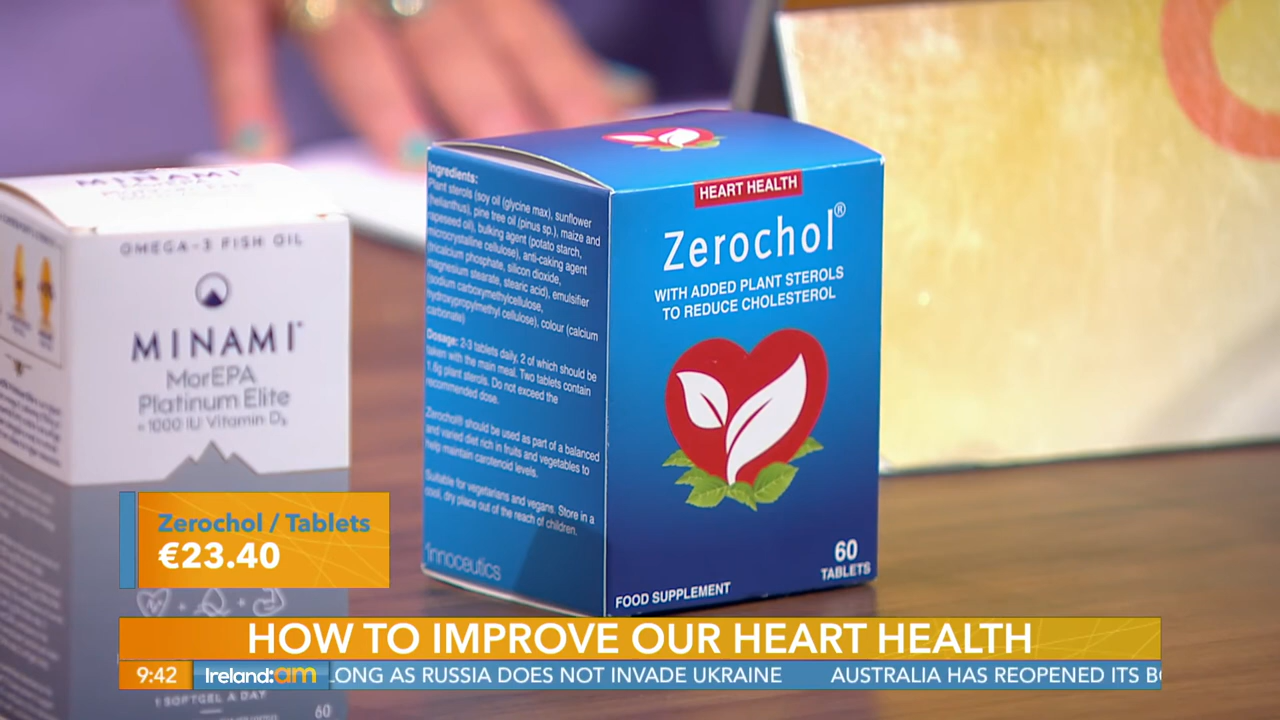 MINAMI
OMEGA-3 FISH OIL
MINAMI
MorEPA
Platinum Elite
+ 1000 IU Vitamin D₃
1 SOFTGEL A DAY
60
Ingredients:
Plant sterols (soy oil (glycine max), sunflower
(helianthus), pine tree oil (pinus sp.), maize and
rapeseed oil), bulking agent (potato starch,
microcrystalline cellulose), anti-caking agent
(tricalcium phosphate, silicon dioxide,
magnesium stearate, stearic acid), emulsifier
(sodium carboxymethylcellulose,
hydroxypropylmethyl cellulose), colour (calcium
carbonate)
Dosage: 2-3 tablets daily, 2 of which should be
taken with the main meal. Two tablets contain
1.6g plant sterols. Do not exceed the
recommended dose.
Zerochol® should be used as part of a balanced
and varied diet rich in fruits and vegetables to
help maintain carotenoid levels.
Suitable for vegetarians and vegans. Store in a
cool, dry place out of the reach of children.
innoceutics
HEART HEALTH
Zerochol®
WITH ADDED PLANT STEROLS
TO REDUCE CHOLESTEROL
60
TABLETS
FOOD SUPPLEMENT
Zerochol / Tablets
€23.40
HOW TO IMPROVE OUR HEART HEALTH
9:42 Ireland:am LONG AS RUSSIA DOES NOT INVADE UKRAINE AUSTRALIA HAS REOPENED ITS